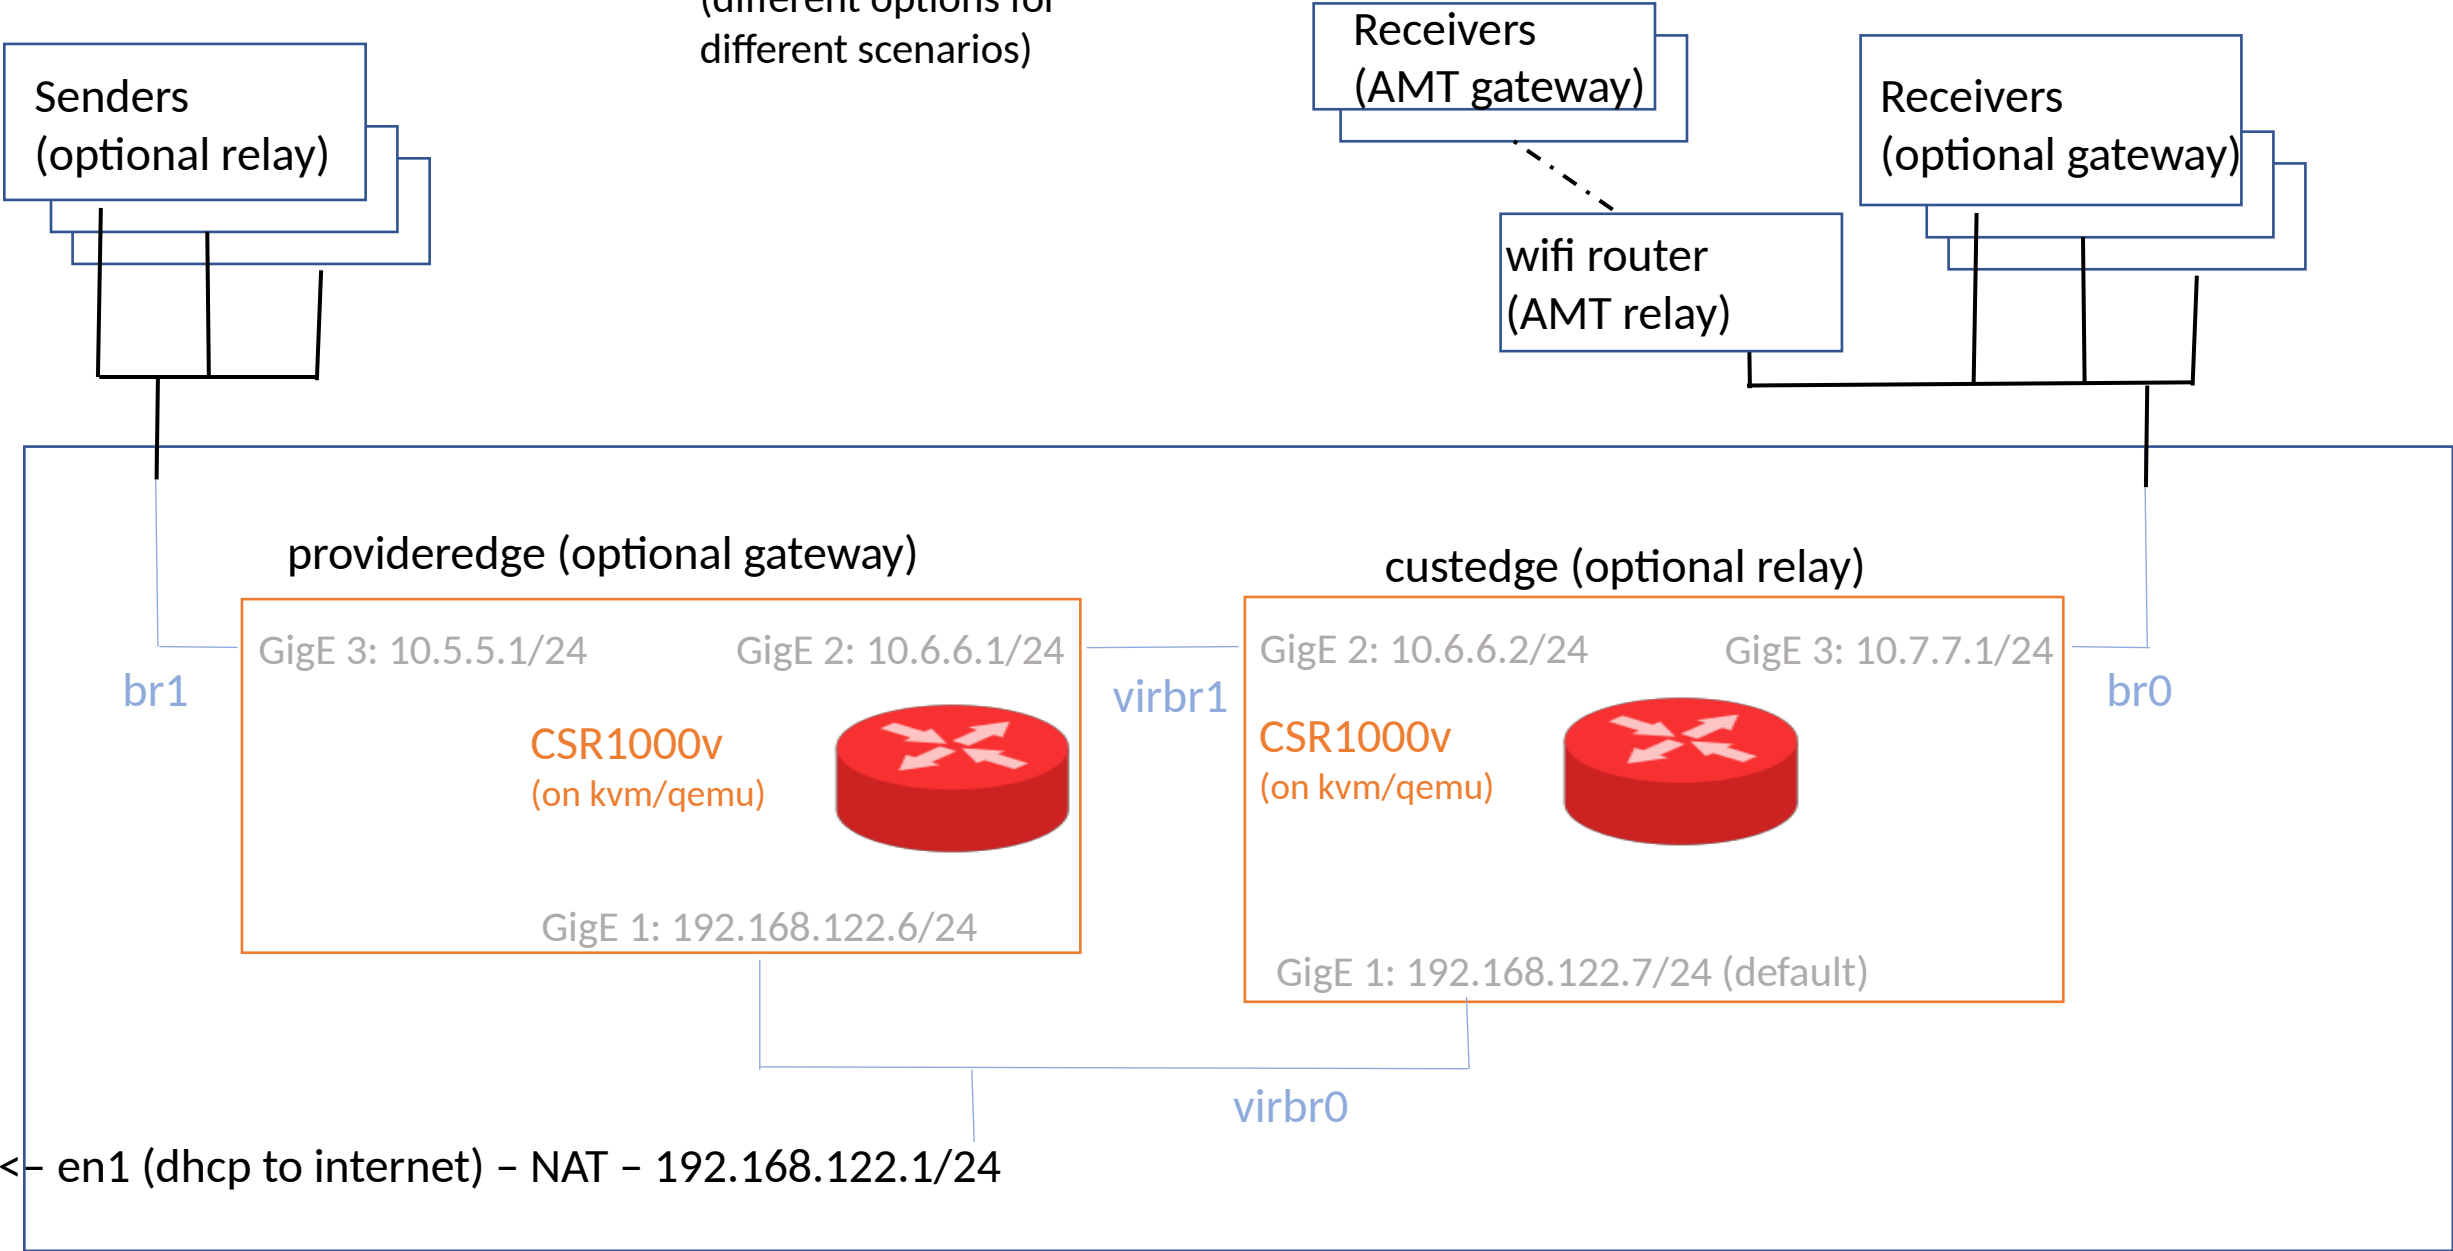 (different options for
different scenarios)
Senders
(optional relay)
Receivers
(AMT gateway)
Receivers
(optional gateway)
wifi router
(AMT relay)
provideredge (optional gateway)
custedge (optional relay)
GigE 3: 10.5.5.1/24
GigE 2: 10.6.6.1/24
GigE 2: 10.6.6.2/24
GigE 3: 10.7.7.1/24
br1
virbr1
br0
CSR1000v
(on kvm/qemu)
CSR1000v
(on kvm/qemu)
GigE 1: 192.168.122.6/24
GigE 1: 192.168.122.7/24 (default)
virbr0
<– en1 (dhcp to internet) – NAT – 192.168.122.1/24